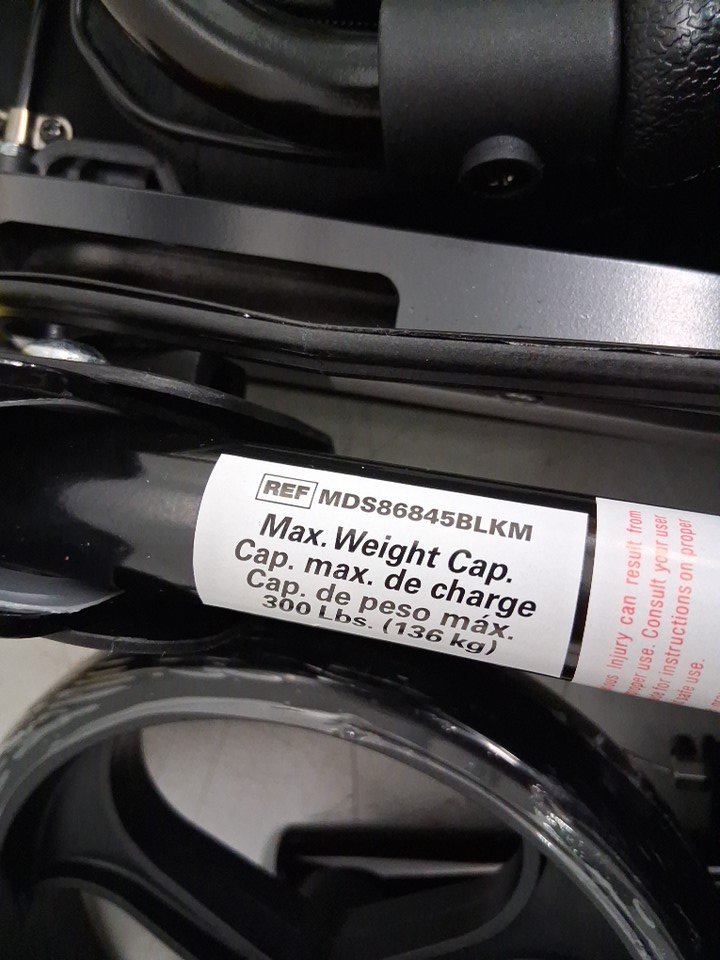 REF MDS86845BLKM
Max. Weight Cap.
Cap. max. de charge
Cap. de peso máx.
300 Lbs. (136 kg)
Injury can result from
use. Consult your user
for instructions on proper
use.